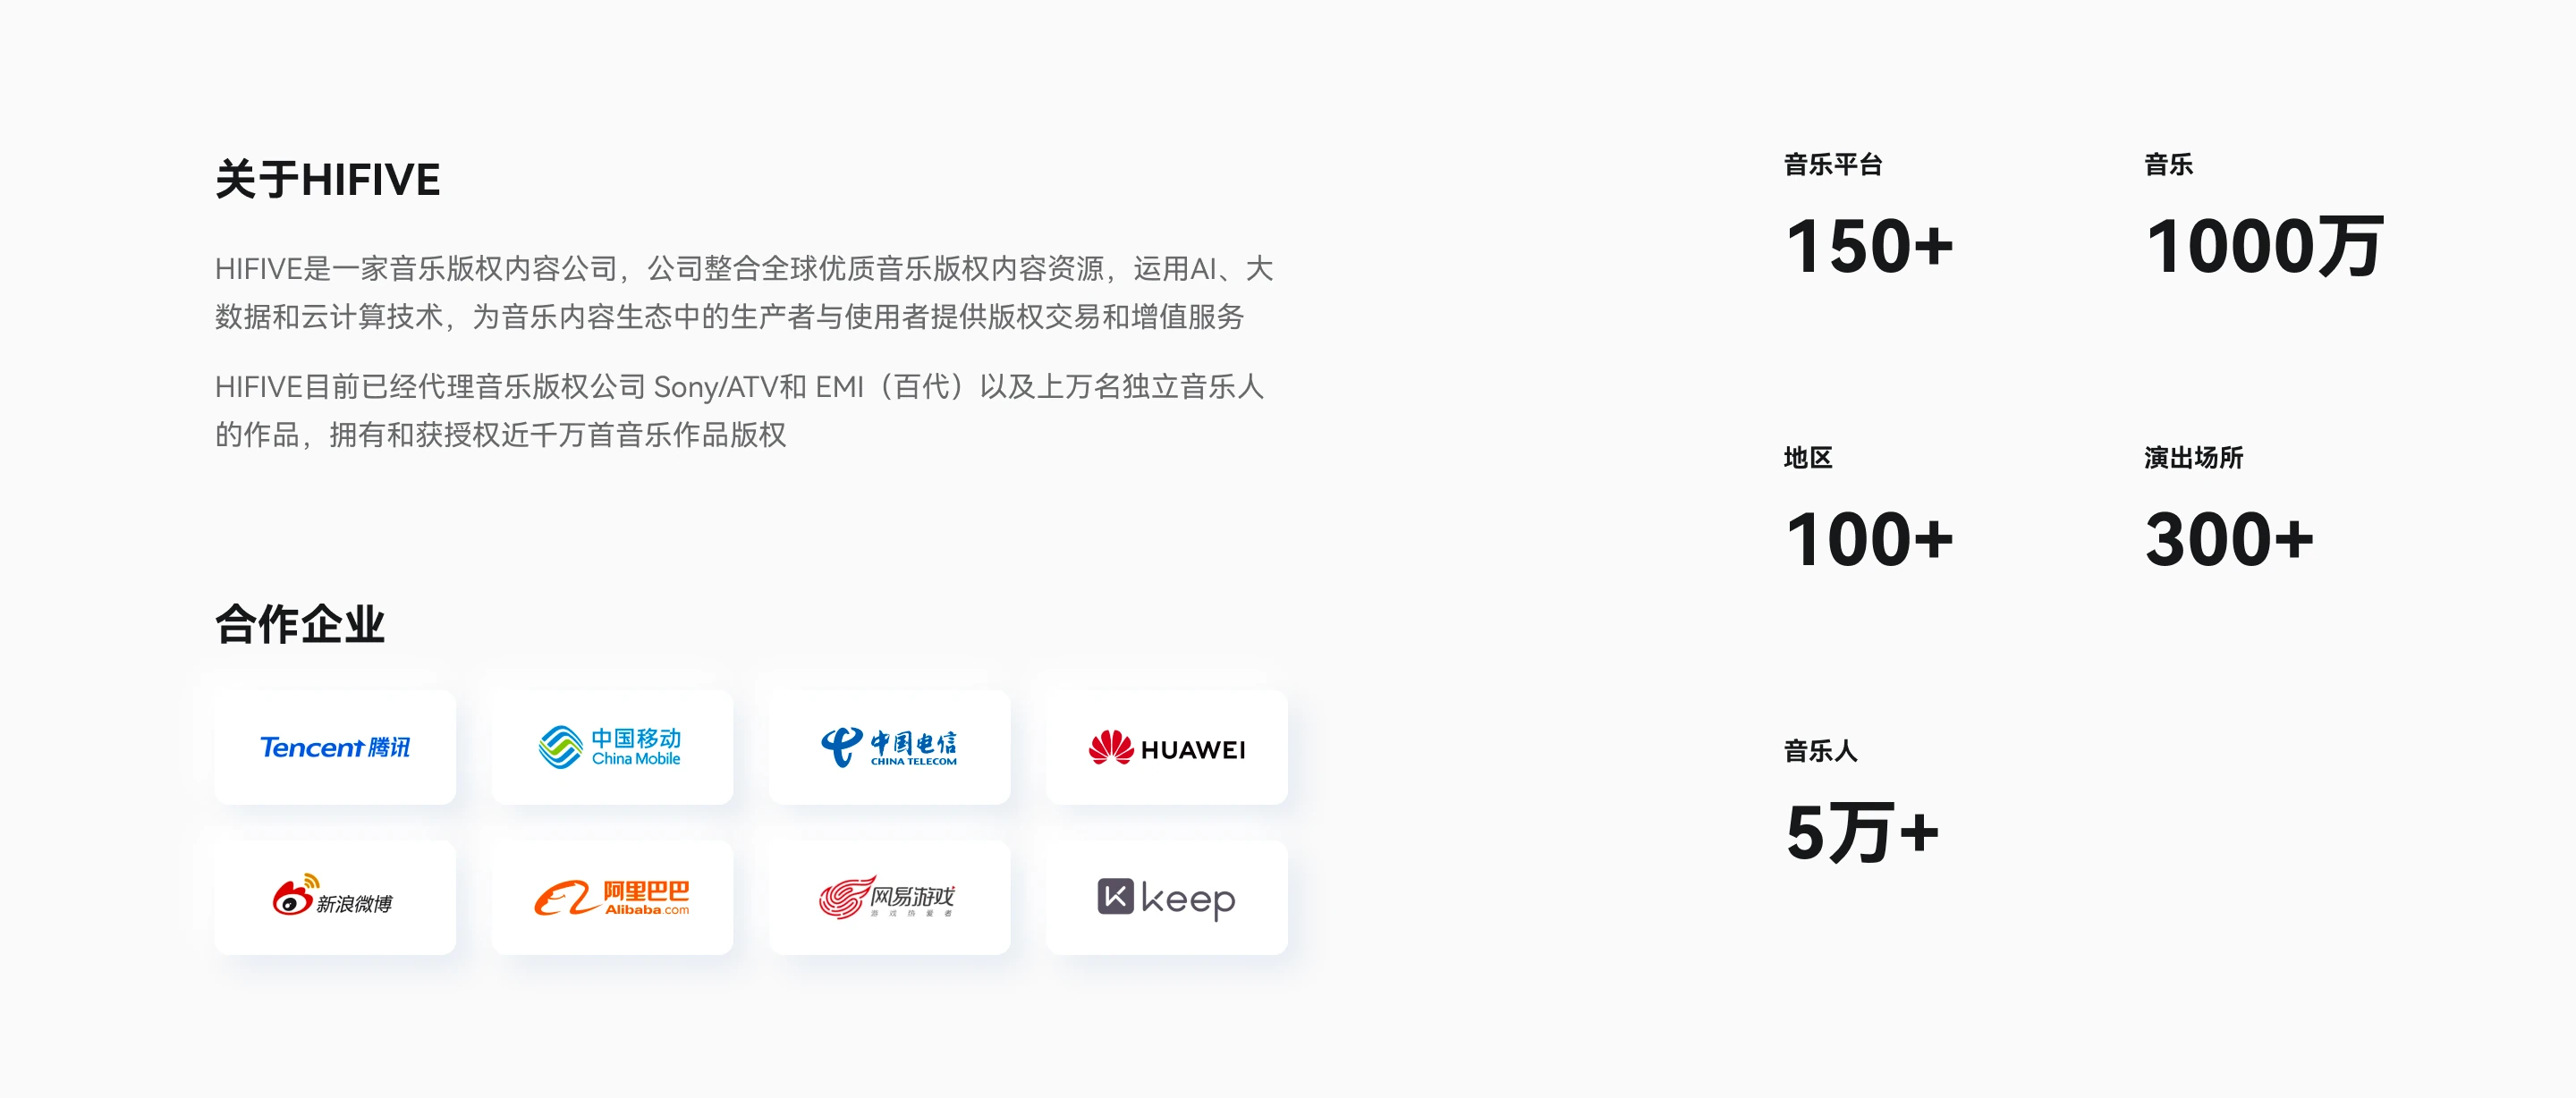 关于HIFIVE
HIFIVE是一家音乐版权内容公司，公司整合全球优质音乐版权内容资源，运用AI、大
数据和云计算技术，为音乐内容生态中的生产者与使用者提供版权交易和增值服务
HIFIVE目前已经代理音乐版权公司 Sony/ATV和 EMI（百代）以及上万名独立音乐人
的作品，拥有和获授权近千万首音乐作品版权
合作企业
Tencent 腾讯
中国移动
China Mobile
中国电信
CHINA TELECOM
HUAWEI
新浪微博
阿里巴巴
Alibaba.com
网易游戏
游戏热爱者
keep
音乐平台
150+
音乐
1000万
地区
100+
演出场所
300+
音乐人
5万+